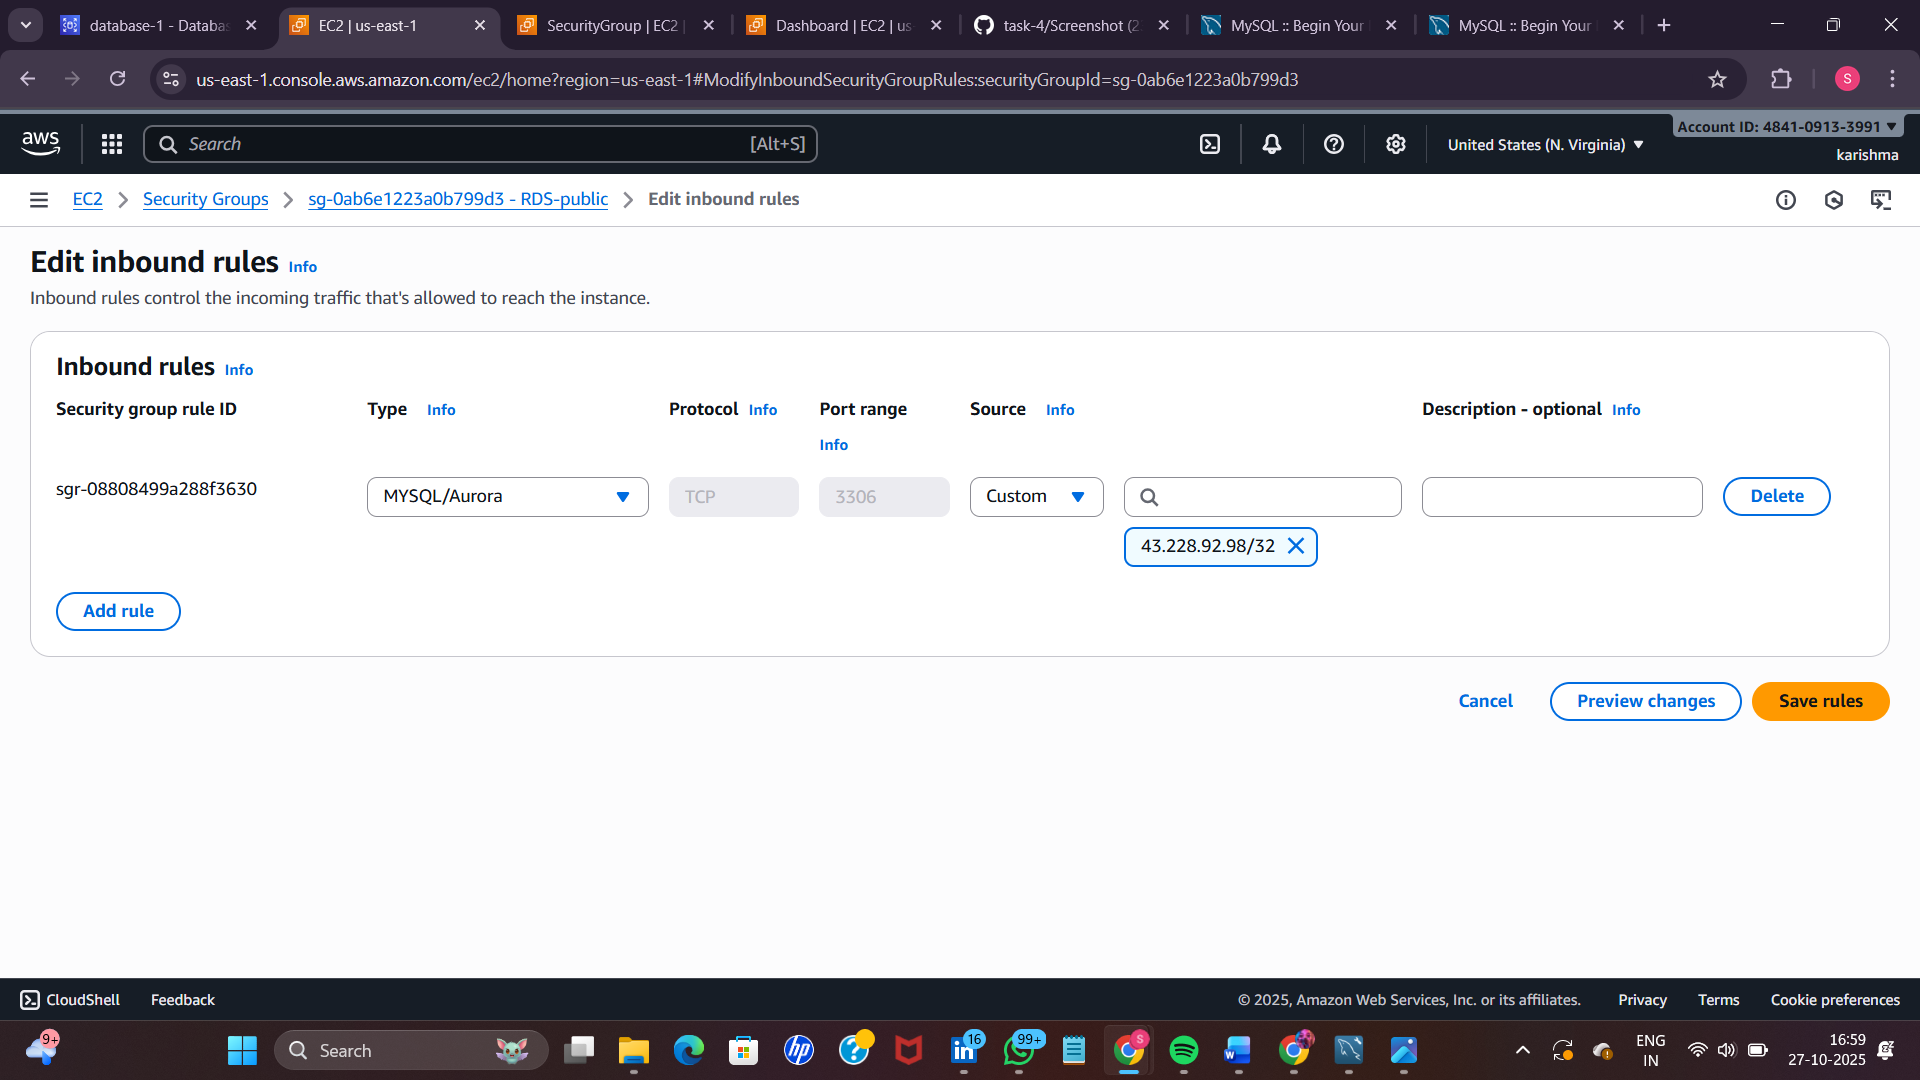 database-1 - Databas
EC2 | us-east-1
SecurityGroup | EC2 |
Dashboard | EC2 | us-
task-4/Screenshot (2
MySQL :: Begin Your
MySQL :: Begin Your
us-east-1.console.aws.amazon.com/ec2/home?region=us-east-1#ModifyInboundSecurityGroupRules:securityGroupId=sg-0ab6e1223a0b799d3
S
aws
Search
[Alt+S]
United States (N. Virginia)
Account ID: 4841-0913-3991
karishma
EC2
Security Groups
sg-0ab6e1223a0b799d3 - RDS-public
Edit inbound rules
Edit inbound rules Info
Inbound rules control the incoming traffic that's allowed to reach the instance.
Inbound rules Info
Security group rule ID
Type Info
Protocol Info
Port range
Info
Source Info
Description - optional Info
sgr-08808499a288f3630
MYSQL/Aurora
TCP
3306
Custom
43.228.92.98/32
Delete
Add rule
Cancel
Preview changes
Save rules
CloudShell
Feedback
© 2025, Amazon Web Services, Inc. or its affiliates.
Privacy
Terms
Cookie preferences
9+
Search
hp
16
99+
S
W
ENG
IN
16:59
27-10-2025